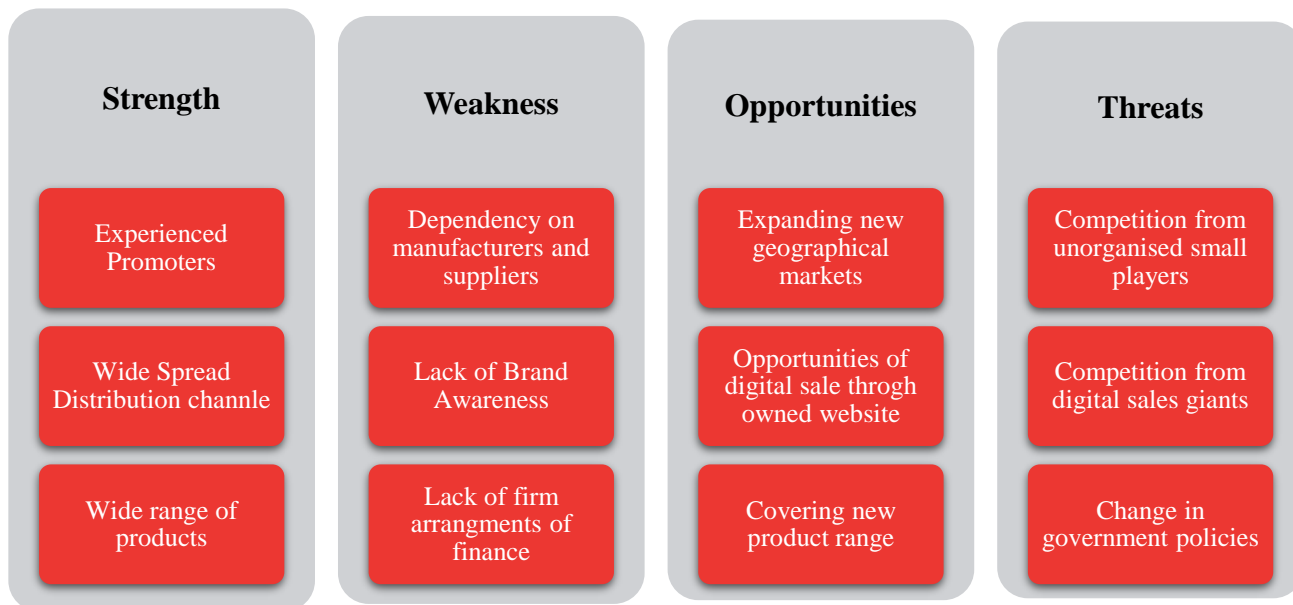 Strength
Experienced
Promoters
Wide Spread
Distribution channle
Wide range of
products
Weakness
Dependency on
manufacturers and
suppliers
Lack of Brand
Awareness
Lack of firm
arrangments of
finance
Opportunities
Expanding new
geographical
markets
Opportunities of
digital sale throgh
owned website
Covering new
product range
Threats
Competition from
unorganised small
players
Competition from
digital sales giants
Change in
government policies